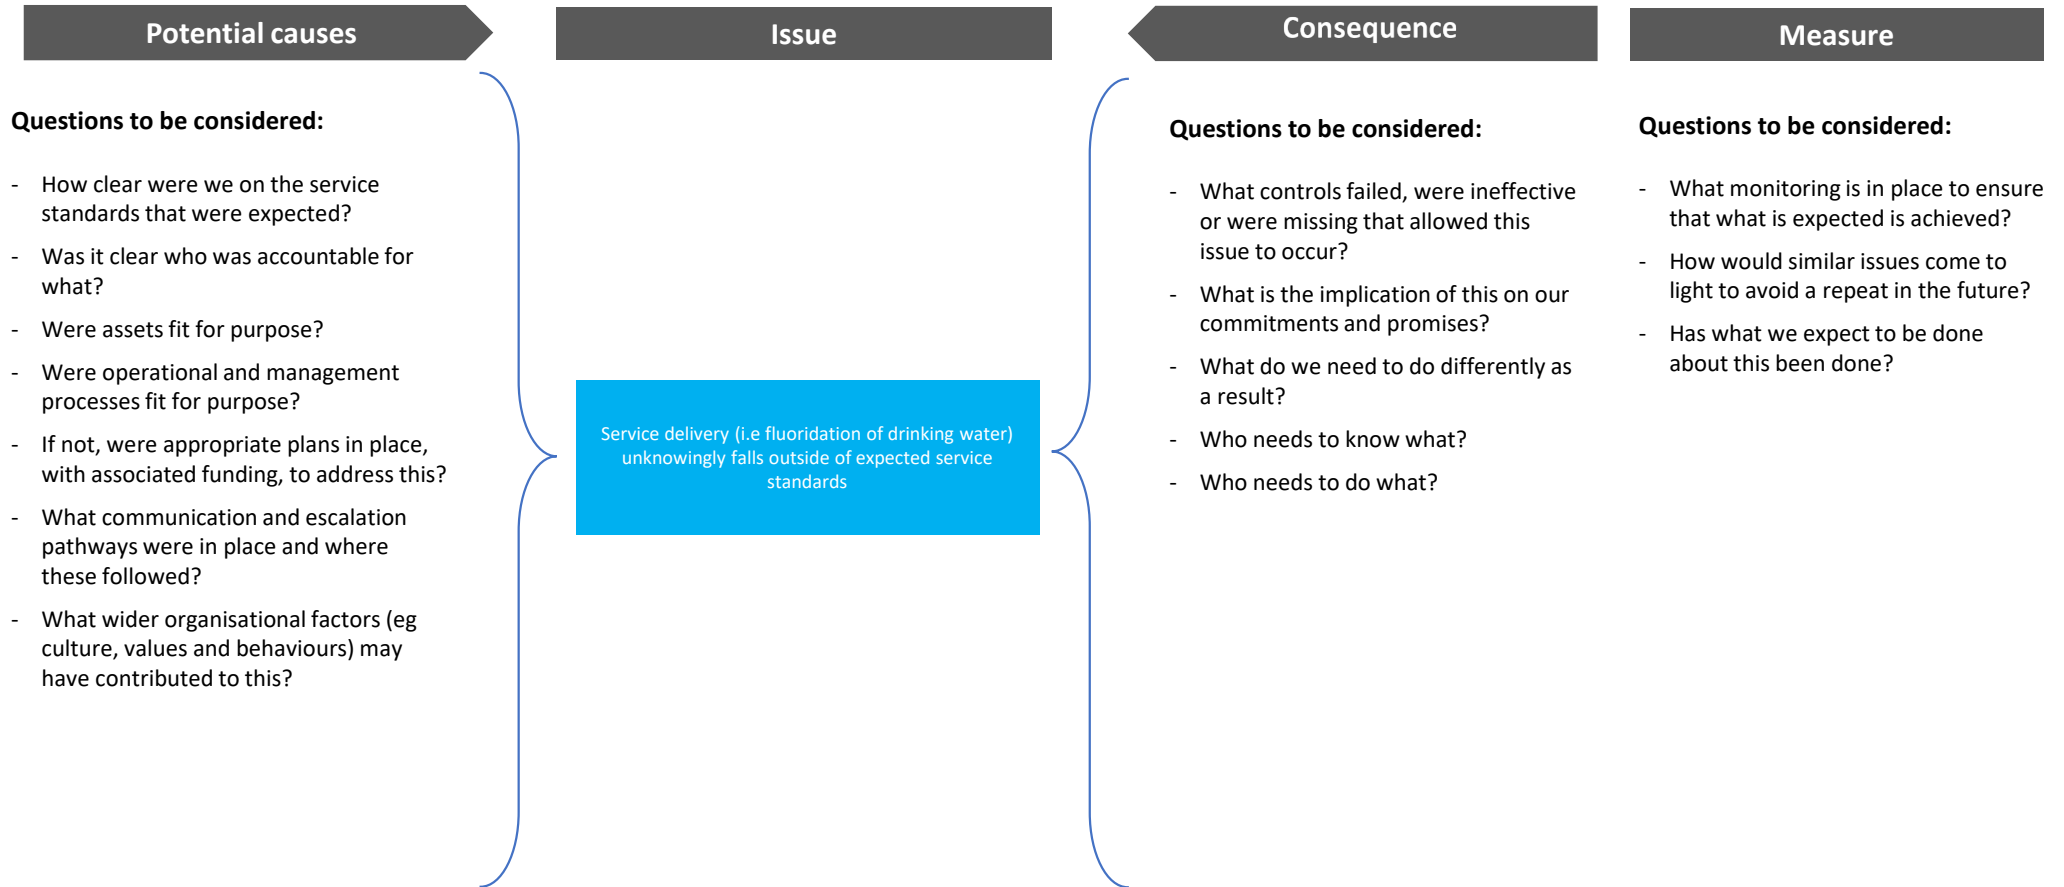 Potential causes
Questions to be considered:
- How clear were we on the service
standards that were expected?
- Was it clear who was accountable for
what?
- Were assets fit for purpose?
- Were operational and management
processes fit for purpose?
- If not, were appropriate plans in place,
with associated funding, to address this?
- What communication and escalation
pathways were in place and where
these followed?
- What wider organisational factors (eg
culture, values and behaviours) may
have contributed to this?
Issue
Service delivery (i.e fluoridation of drinking water)
unknowingly falls outside of expected service
standards
Consequence
Questions to be considered:
- What controls failed, were ineffective
or were missing that allowed this
issue to occur?
- What is the implication of this on our
commitments and promises?
- What do we need to do differently as
a result?
- Who needs to know what?
- Who needs to do what?
Measure
Questions to be considered:
- What monitoring is in place to ensure
that what is expected is achieved?
- How would similar issues come to
light to avoid a repeat in the future?
- Has what we expect to be done
about this been done?